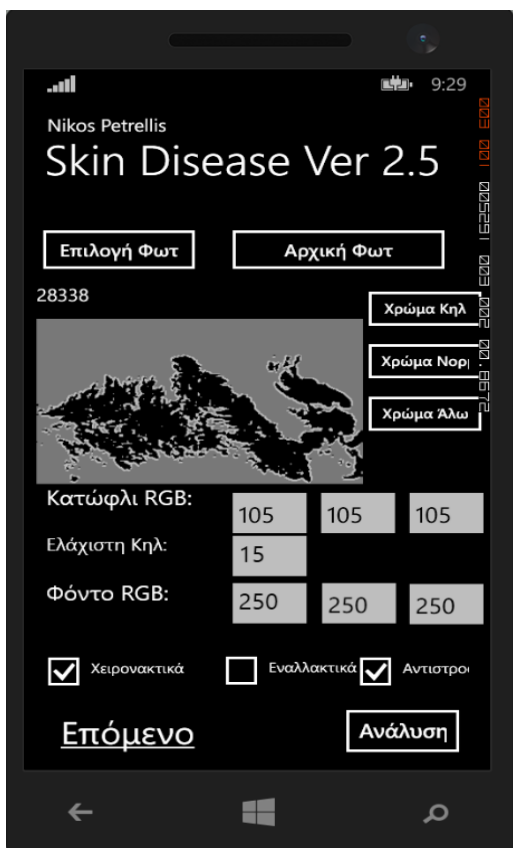 9:29
Nikos Petrellis
Skin Disease Ver 2.5
Επιλογή Φωτ
Αρχική Φωτ
28338
Χρώμα Κηλ
Χρώμα Νορμ
Χρώμα Άλω
Κατώφλι RGB:
105 105 105
Ελάχιστη Κηλ:
15
Φόντο RGB:
250 250 250
Χειρονακτικά
Εναλλακτικά
Αντιστρο
Επόμενο
Ανάλυση